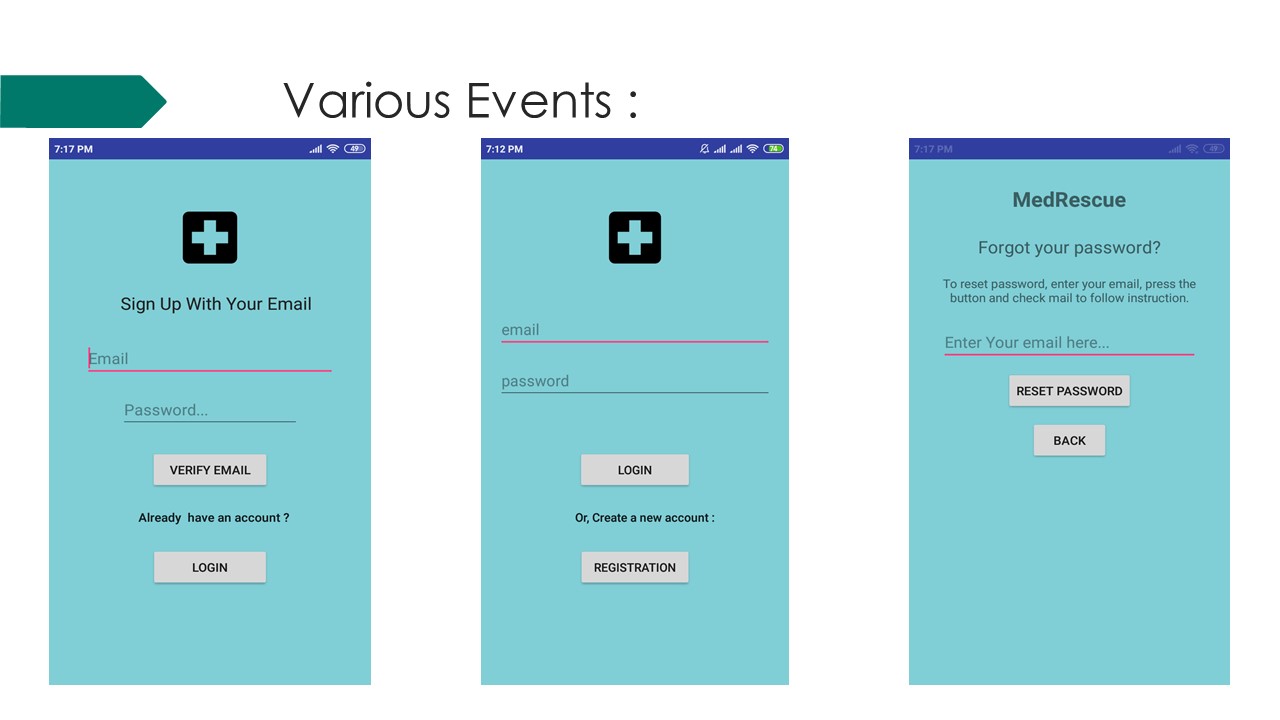 Various Events :
7:17 PM
49
Sign Up With Your Email
Email
Password...
VERIFY EMAIL
Already  have an account ?
LOGIN
7:12 PM
74
email
password
LOGIN
Or, Create a new account :
REGISTRATION
7:17 PM
49
MedRescue
Forgot your password?
To reset password, enter your email, press the
button and check mail to follow instruction.
Enter Your email here...
RESET PASSWORD
BACK